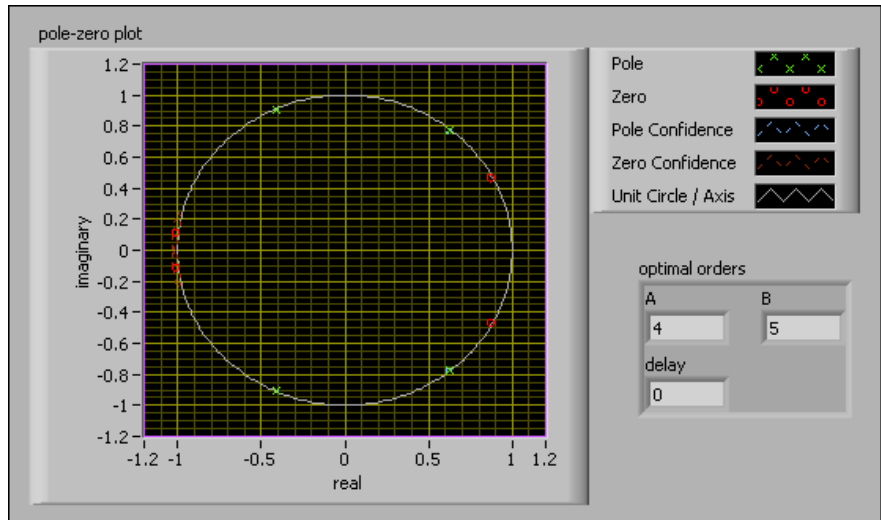 pole-zero plot
1.2
1
0.8
0.6
0.4
0.2
0
-0.2
-0.4
-0.6
-0.8
-1
-1.2
imaginary
-1.2 -1 -0.5 0 0.5 1 1.2
real
Pole
Zero
Pole Confidence
Zero Confidence
Unit Circle / Axis
optimal orders
A B
4 5
delay
0